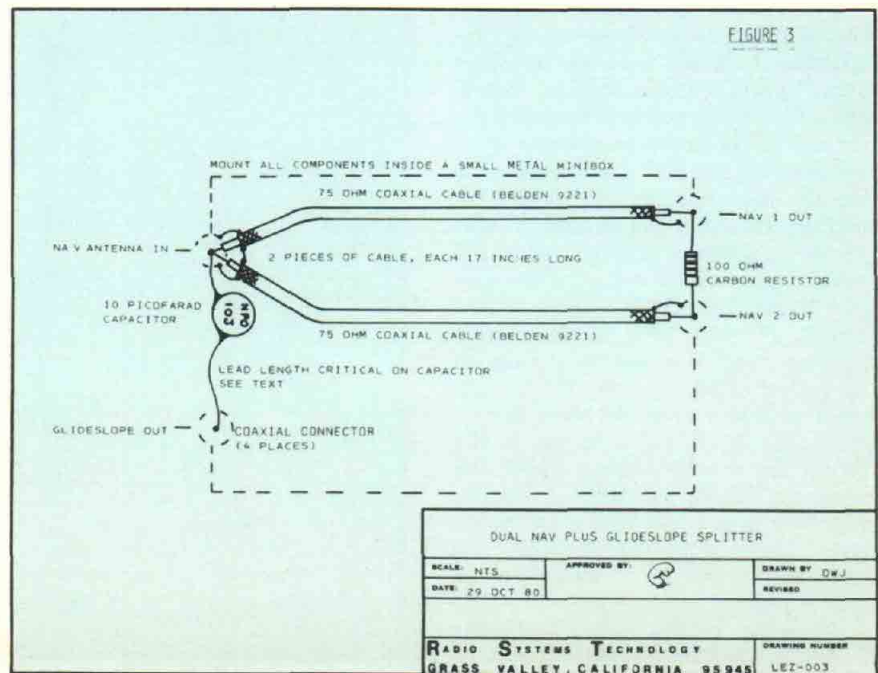 FIGURE 3
MOUNT ALL COMPONENTS INSIDE A SMALL METAL MINIBOX
75 OHM COAXIAL CABLE (BELDEN 9221)
NAV 1 OUT
NAV ANTENNA IN
2 PIECES OF CABLE, EACH 17 INCHES LONG
100 OHM
CARBON RESISTOR
10 PICOFARAD
CAPACITOR
NPO
103
NAV 2 OUT
75 OHM COAXIAL CABLE (BELDEN 9221)
LEAD LENGTH CRITICAL ON CAPACITOR
SEE TEXT
GLIDESLOPE OUT
COAXIAL CONNECTOR
(4 PLACES)
DUAL NAV PLUS GLIDESLOPE SPLITTER
SCALE: NTS
APPROVED BY:
DRAWN BY DWJ
DATE: 29 OCT 80
REVISED
RADIO SYSTEMS TECHNOLOGY
GRASS VALLEY, CALIFORNIA 95945
DRAWING NUMBER
LEZ-003